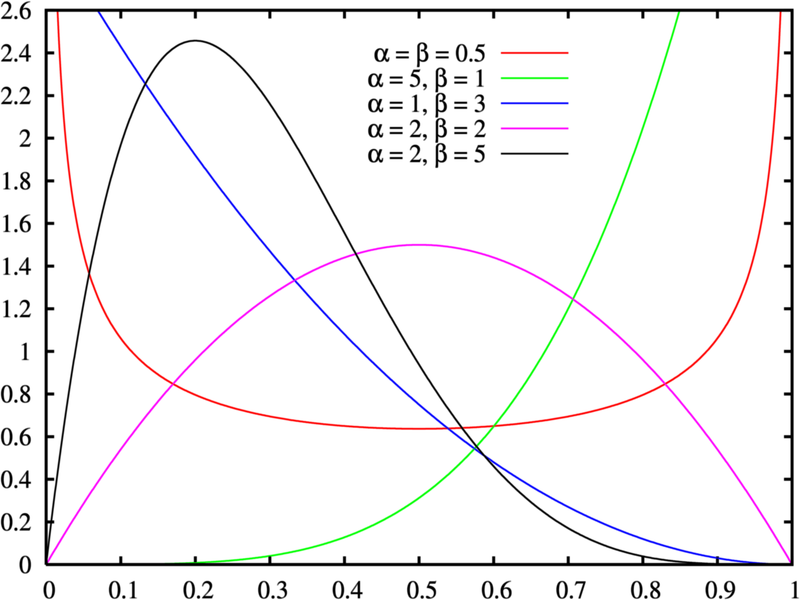 2.6
2.4
2.2
2
1.8
1.6
1.4
1.2
1
0.8
0.6
0.4
0.2
0
α = β = 0.5
α = 5, β = 1
α = 1, β = 3
α = 2, β = 2
α = 2, β = 5
0 0.1 0.2 0.3 0.4 0.5 0.6 0.7 0.8 0.9 1